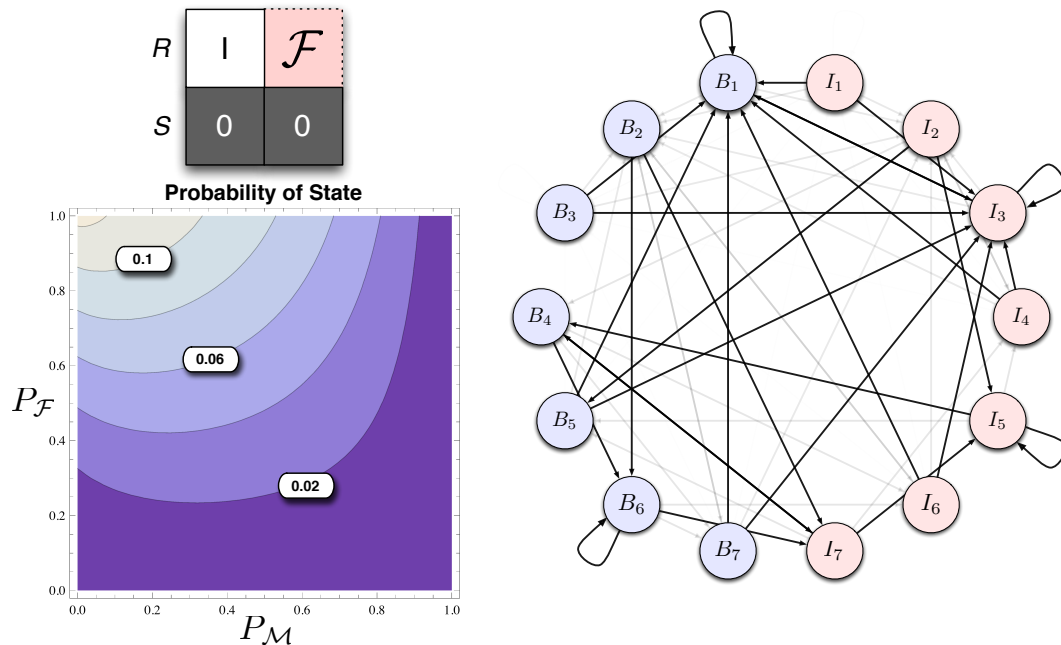 R I ℱ
S 0 0
Probability of State
1.0
0.8
0.6
0.4
0.2
0.0
P_ℱ
0.1
0.06
0.02
0.0 0.2 0.4 0.6 0.8 1.0
P_ℳ
B₁ I₁
B₂ I₂
B₃ I₃
B₄ I₄
B₅ I₅
B₆ I₆
B₇ I₇